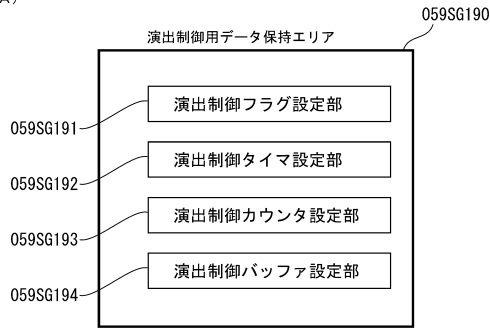 059SG190
演出制御用データ保持エリア
演出制御フラグ設定部
059SG191
演出制御タイマ設定部
059SG192
演出制御カウンタ設定部
059SG193
演出制御バッファ設定部
059SG194